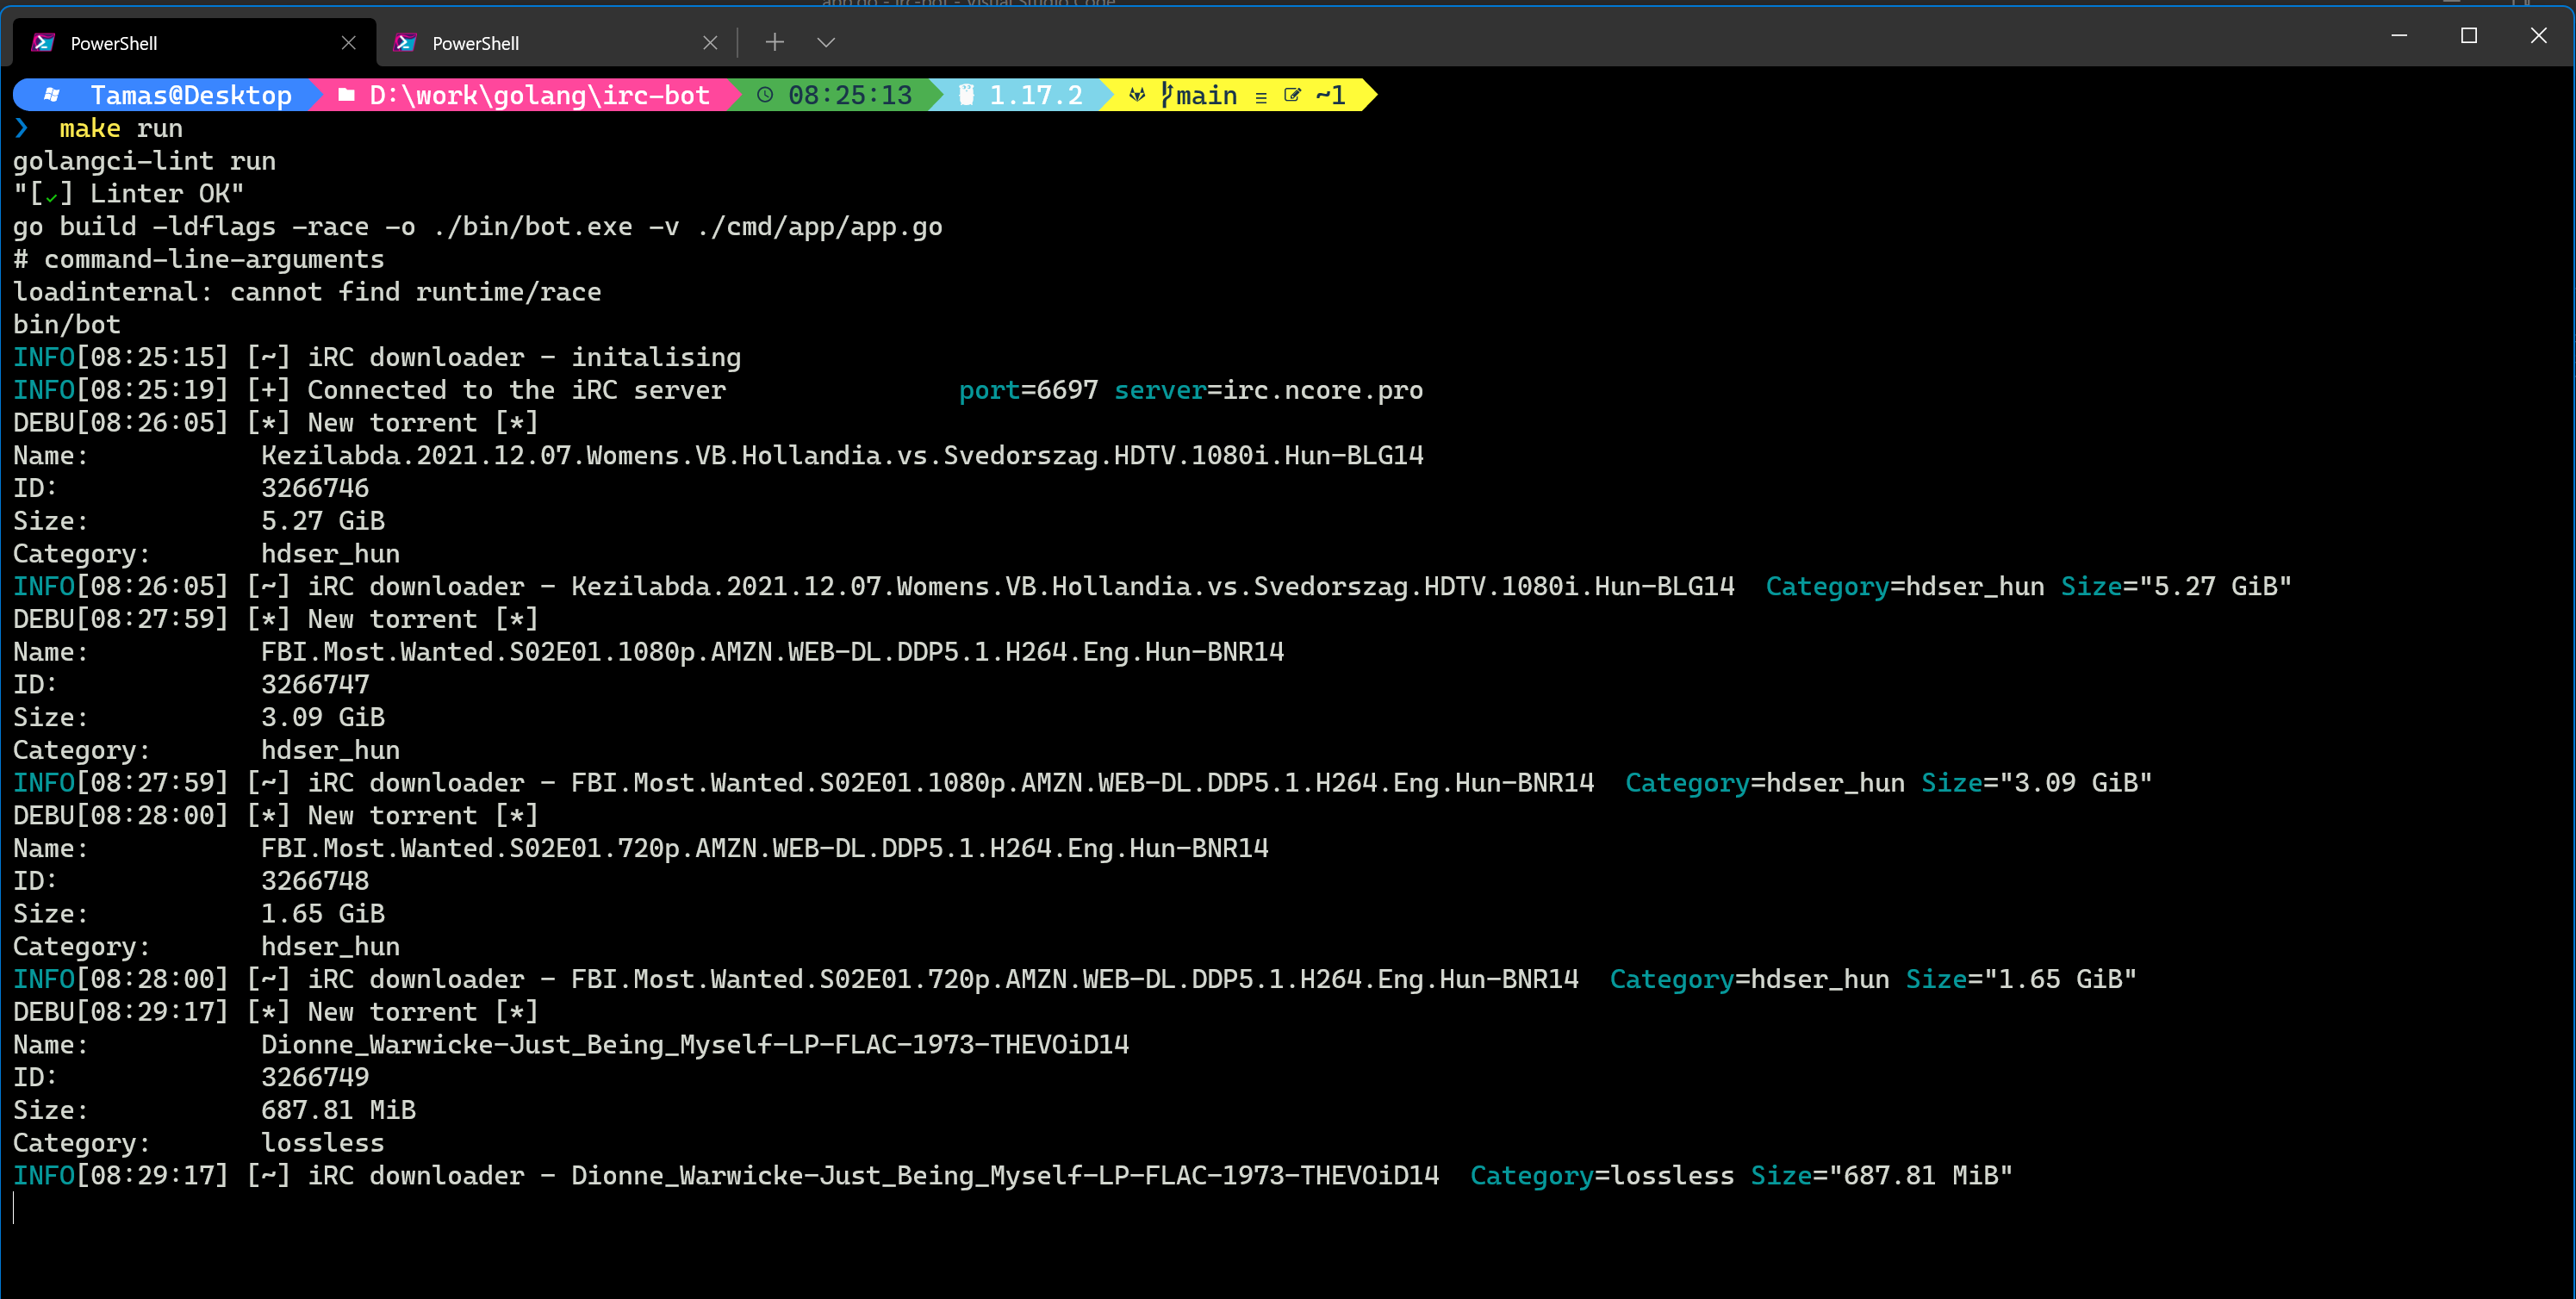 app.go - irc-bot - Visual Studio Code
PowerShell PowerShell
Tamas@Desktop D:\work\golang\irc-bot 08:25:13 1.17.2 main ≡ ~1
❯ make run
golangci-lint run
"[✓] Linter OK"
go build -ldflags -race -o ./bin/bot.exe -v ./cmd/app/app.go
# command-line-arguments
loadinternal: cannot find runtime/race
bin/bot
INFO[08:25:15] [~] iRC downloader - initalising
INFO[08:25:19] [+] Connected to the iRC server port=6697 server=irc.ncore.pro
DEBU[08:26:05] [*] New torrent [*]
Name: Kezilabda.2021.12.07.Womens.VB.Hollandia.vs.Svedorszag.HDTV.1080i.Hun-BLG14
ID: 3266746
Size: 5.27 GiB
Category: hdser_hun
INFO[08:26:05] [~] iRC downloader - Kezilabda.2021.12.07.Womens.VB.Hollandia.vs.Svedorszag.HDTV.1080i.Hun-BLG14 Category=hdser_hun Size="5.27 GiB"
DEBU[08:27:59] [*] New torrent [*]
Name: FBI.Most.Wanted.S02E01.1080p.AMZN.WEB-DL.DDP5.1.H264.Eng.Hun-BNR14
ID: 3266747
Size: 3.09 GiB
Category: hdser_hun
INFO[08:27:59] [~] iRC downloader - FBI.Most.Wanted.S02E01.1080p.AMZN.WEB-DL.DDP5.1.H264.Eng.Hun-BNR14 Category=hdser_hun Size="3.09 GiB"
DEBU[08:28:00] [*] New torrent [*]
Name: FBI.Most.Wanted.S02E01.720p.AMZN.WEB-DL.DDP5.1.H264.Eng.Hun-BNR14
ID: 3266748
Size: 1.65 GiB
Category: hdser_hun
INFO[08:28:00] [~] iRC downloader - FBI.Most.Wanted.S02E01.720p.AMZN.WEB-DL.DDP5.1.H264.Eng.Hun-BNR14 Category=hdser_hun Size="1.65 GiB"
DEBU[08:29:17] [*] New torrent [*]
Name: Dionne_Warwicke-Just_Being_Myself-LP-FLAC-1973-THEVOiD14
ID: 3266749
Size: 687.81 MiB
Category: lossless
INFO[08:29:17] [~] iRC downloader - Dionne_Warwicke-Just_Being_Myself-LP-FLAC-1973-THEVOiD14 Category=lossless Size="687.81 MiB"